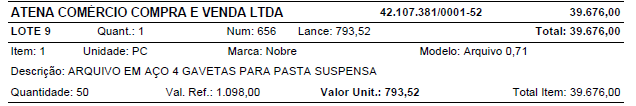 ATENA COMÉRCIO COMPRA E VENDA LTDA 42.107.381/0001-52 39.676,00
LOTE 9 Quant.: 1 Num: 656 Lance: 793,52 Total: 39.676,00
Item: 1 Unidade: PC Marca: Nobre Modelo: Arquivo 0,71
Descrição: ARQUIVO EM AÇO 4 GAVETAS PARA PASTA SUSPENSA
Quantidade: 50 Val. Ref.: 1.098,00 Valor Unit.: 793,52 Total Item: 39.676,00